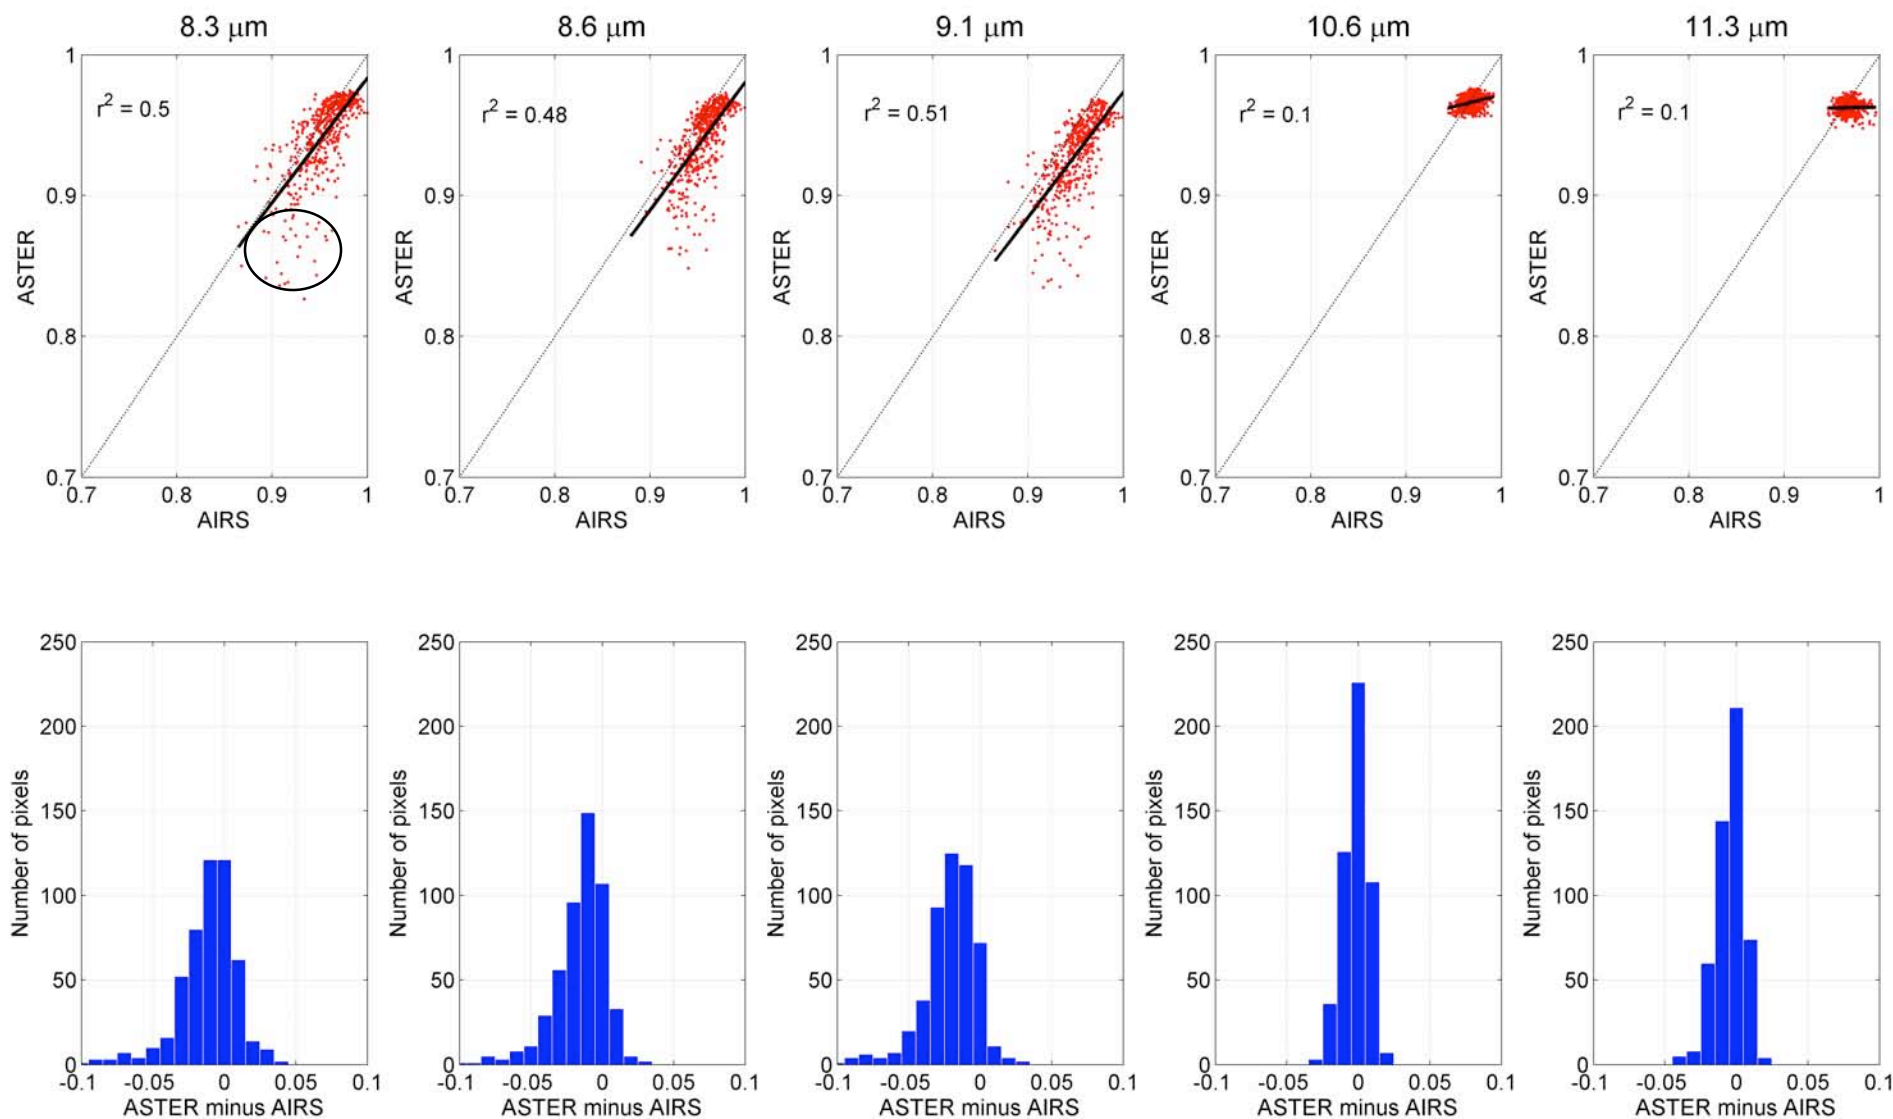 8.3 μm 8.6 μm 9.1 μm 10.6 μm 11.3 μm
1 1 1 1 1
r² = 0.5 r² = 0.48 r² = 0.51 r² = 0.1 r² = 0.1
0.9 0.9 0.9 0.9 0.9
ASTER ASTER ASTER ASTER ASTER
0.8 0.8 0.8 0.8 0.8
0.7 0.7 0.7 0.7 0.7
0.7 0.8 0.9 1 0.7 0.8 0.9 1 0.7 0.8 0.9 1 0.7 0.8 0.9 1 0.7 0.8 0.9 1
AIRS AIRS AIRS AIRS AIRS
250 250 250 250 250
200 200 200 200 200
150 150 150 150 150
Number of pixels Number of pixels Number of pixels Number of pixels Number of pixels
100 100 100 100 100
50 50 50 50 50
0 0 0 0 0
-0.1 -0.05 0 0.05 0.1 -0.1 -0.05 0 0.05 0.1 -0.1 -0.05 0 0.05 0.1 -0.1 -0.05 0 0.05 0.1 -0.1 -0.05 0 0.05 0.1
ASTER minus AIRS ASTER minus AIRS ASTER minus AIRS ASTER minus AIRS ASTER minus AIRS